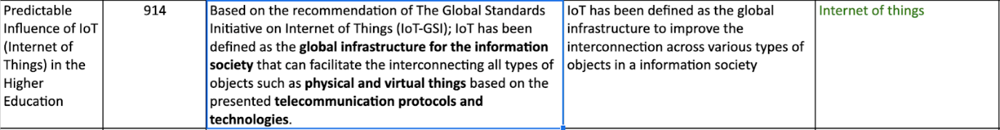 Predictable
Influence of IoT
(Internet of
Things) in the
Higher
Education
914
Based on the recommendation of The Global Standards
Initiative on Internet of Things (IoT-GSI); IoT has been
defined as the global infrastructure for the information
society that can facilitate the interconnecting all types of
objects such as physical and virtual things based on the
presented telecommunication protocols and
technologies.
IoT has been defined as the global
infrastructure to improve the
interconnection across various types of
objects in a information society
Internet of things